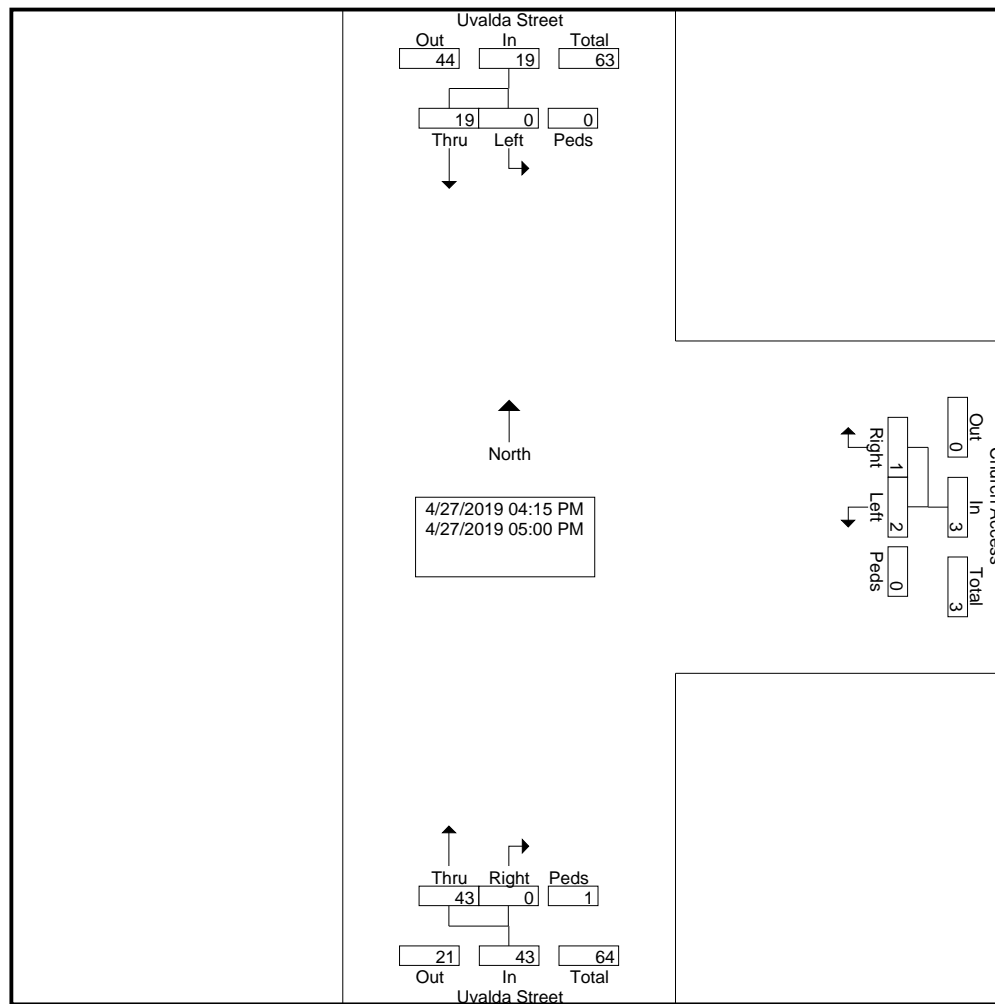 Uvalda Street
Out In Total
44 19 63
19 0 0
Thru Left Peds
North
4/27/2019 04:15 PM
4/27/2019 05:00 PM
Church Access
Out In Total
0 3 3
Right Left Peds
1 2 0
Thru Right Peds
43 0 1
21 43 64
Out In Total
Uvalda Street